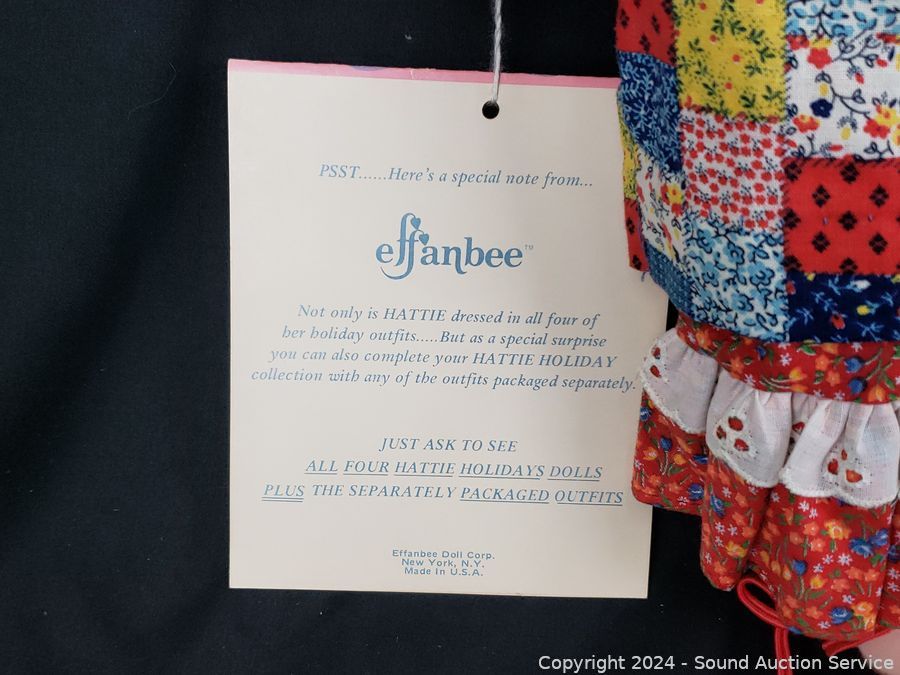 PSST......Here's a special note from...
effanbee™
Not only is HATTIE dressed in all four of
her holiday outfits.....But as a special surprise
you can also complete your HATTIE HOLIDAY
collection with any of the outfits packaged separately.
JUST ASK TO SEE
ALL FOUR HATTIE HOLIDAYS DOLLS
PLUS THE SEPARATELY PACKAGED OUTFITS
Effanbee Doll Corp.
New York, N.Y.
Made In U.S.A.
Copyright 2024 - Sound Auction Service